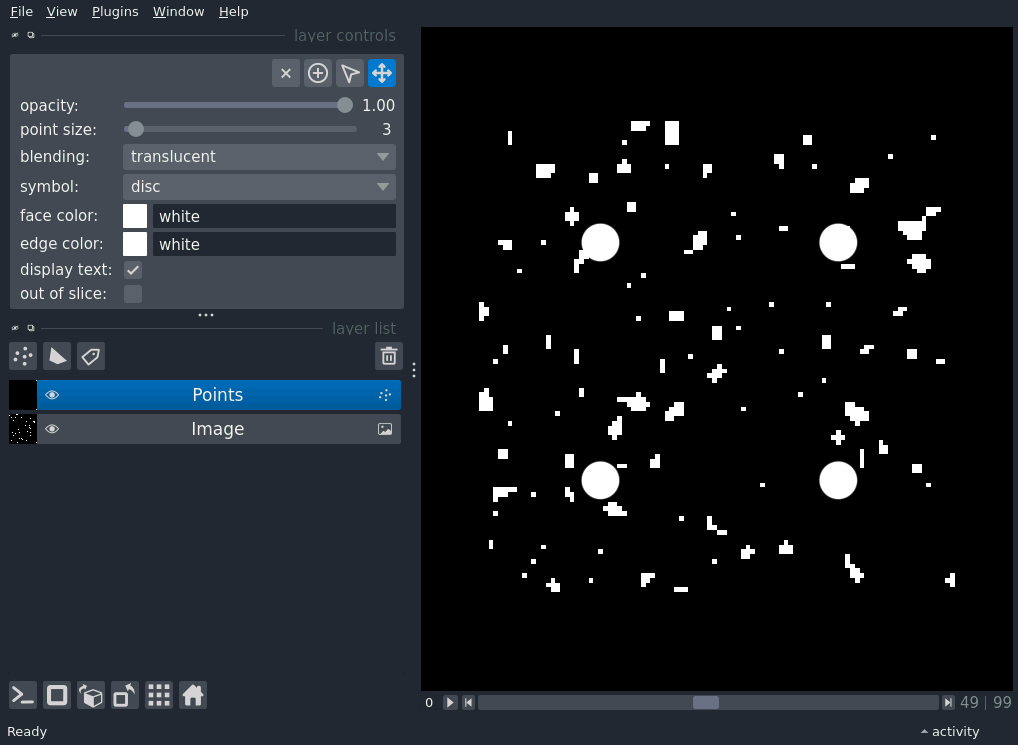 File View Plugins Window Help
layer controls
opacity: 1.00
point size: 3
blending: translucent
symbol: disc
face color: white
edge color: white
display text:
out of slice:
layer list
Points
Image
0 49 | 99
Ready activity